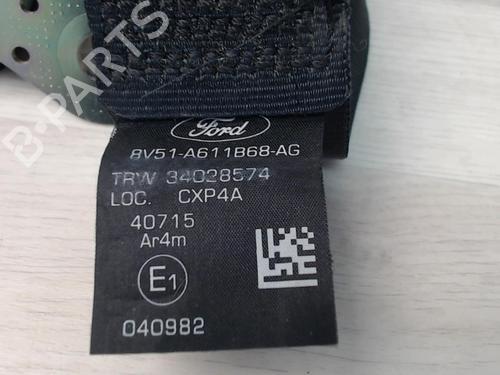 B-PARTS
Ford
8V51-A611B68-AG
TRW 34028574
LOC. CXP4A
40715
Ar4m
E1
040982